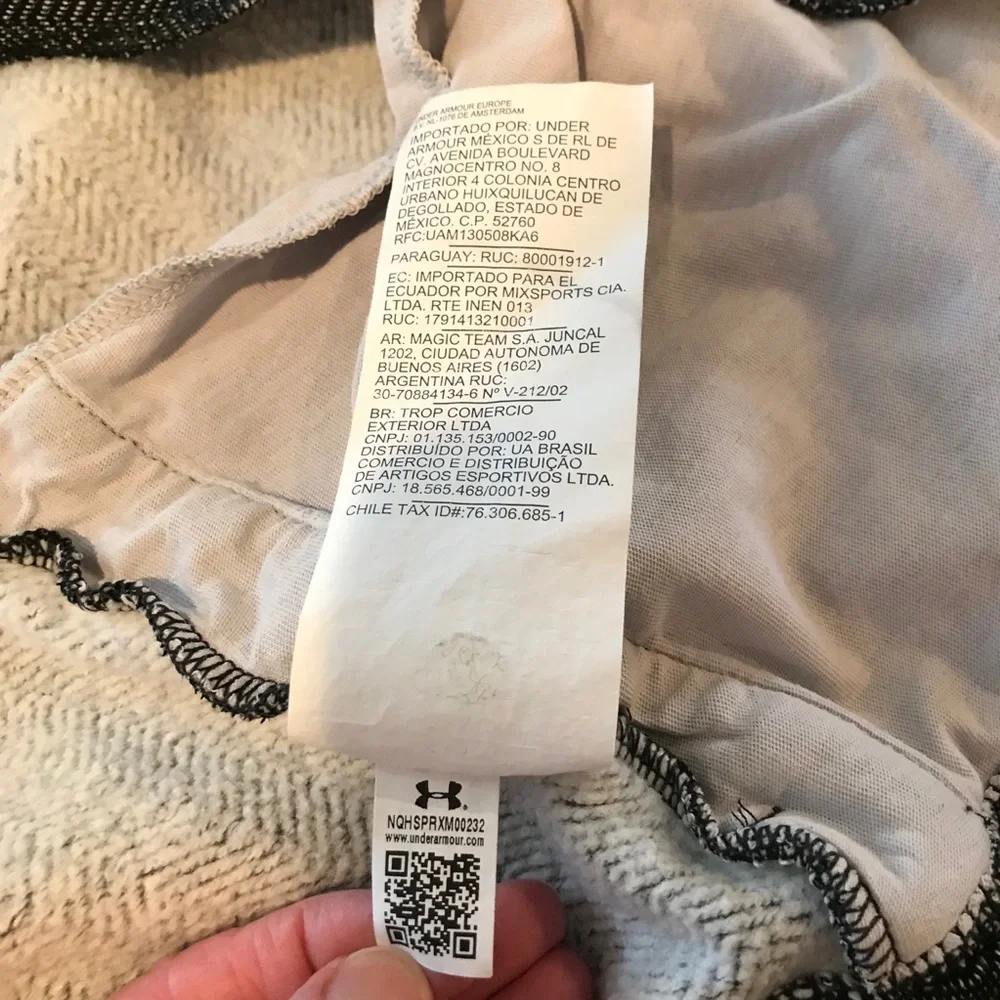 UNDER ARMOUR EUROPE
B.V. NL-1076 DE AMSTERDAM
IMPORTADO POR: UNDER
ARMOUR MÉXICO S DE RL DE
CV. AVENIDA BOULEVARD
MAGNOCENTRO NO. 8
INTERIOR 4 COLONIA CENTRO
URBANO HUIXQUILUCAN DE
DEGOLLADO, ESTADO DE
MÉXICO. C.P. 52760
RFC:UAM130508KA6
PARAGUAY: RUC: 80001912-1
EC: IMPORTADO PARA EL
ECUADOR POR MIXSPORTS CIA.
LTDA. RTE INEN 013
RUC: 1791413210001
AR: MAGIC TEAM S.A. JUNCAL
1202, CIUDAD AUTONOMA DE
BUENOS AIRES (1602)
ARGENTINA RUC:
30-70884134-6 Nº V-212/02
BR: TROP COMERCIO
EXTERIOR LTDA
CNPJ: 01.135.153/0002-90
DISTRIBUÍDO POR: UA BRASIL
COMERCIO E DISTRIBUIÇÃO
DE ARTIGOS ESPORTIVOS LTDA.
CNPJ: 18.565.468/0001-99
CHILE TAX ID#:76.306.685-1
NQHSPRXM00232
www.underarmour.com